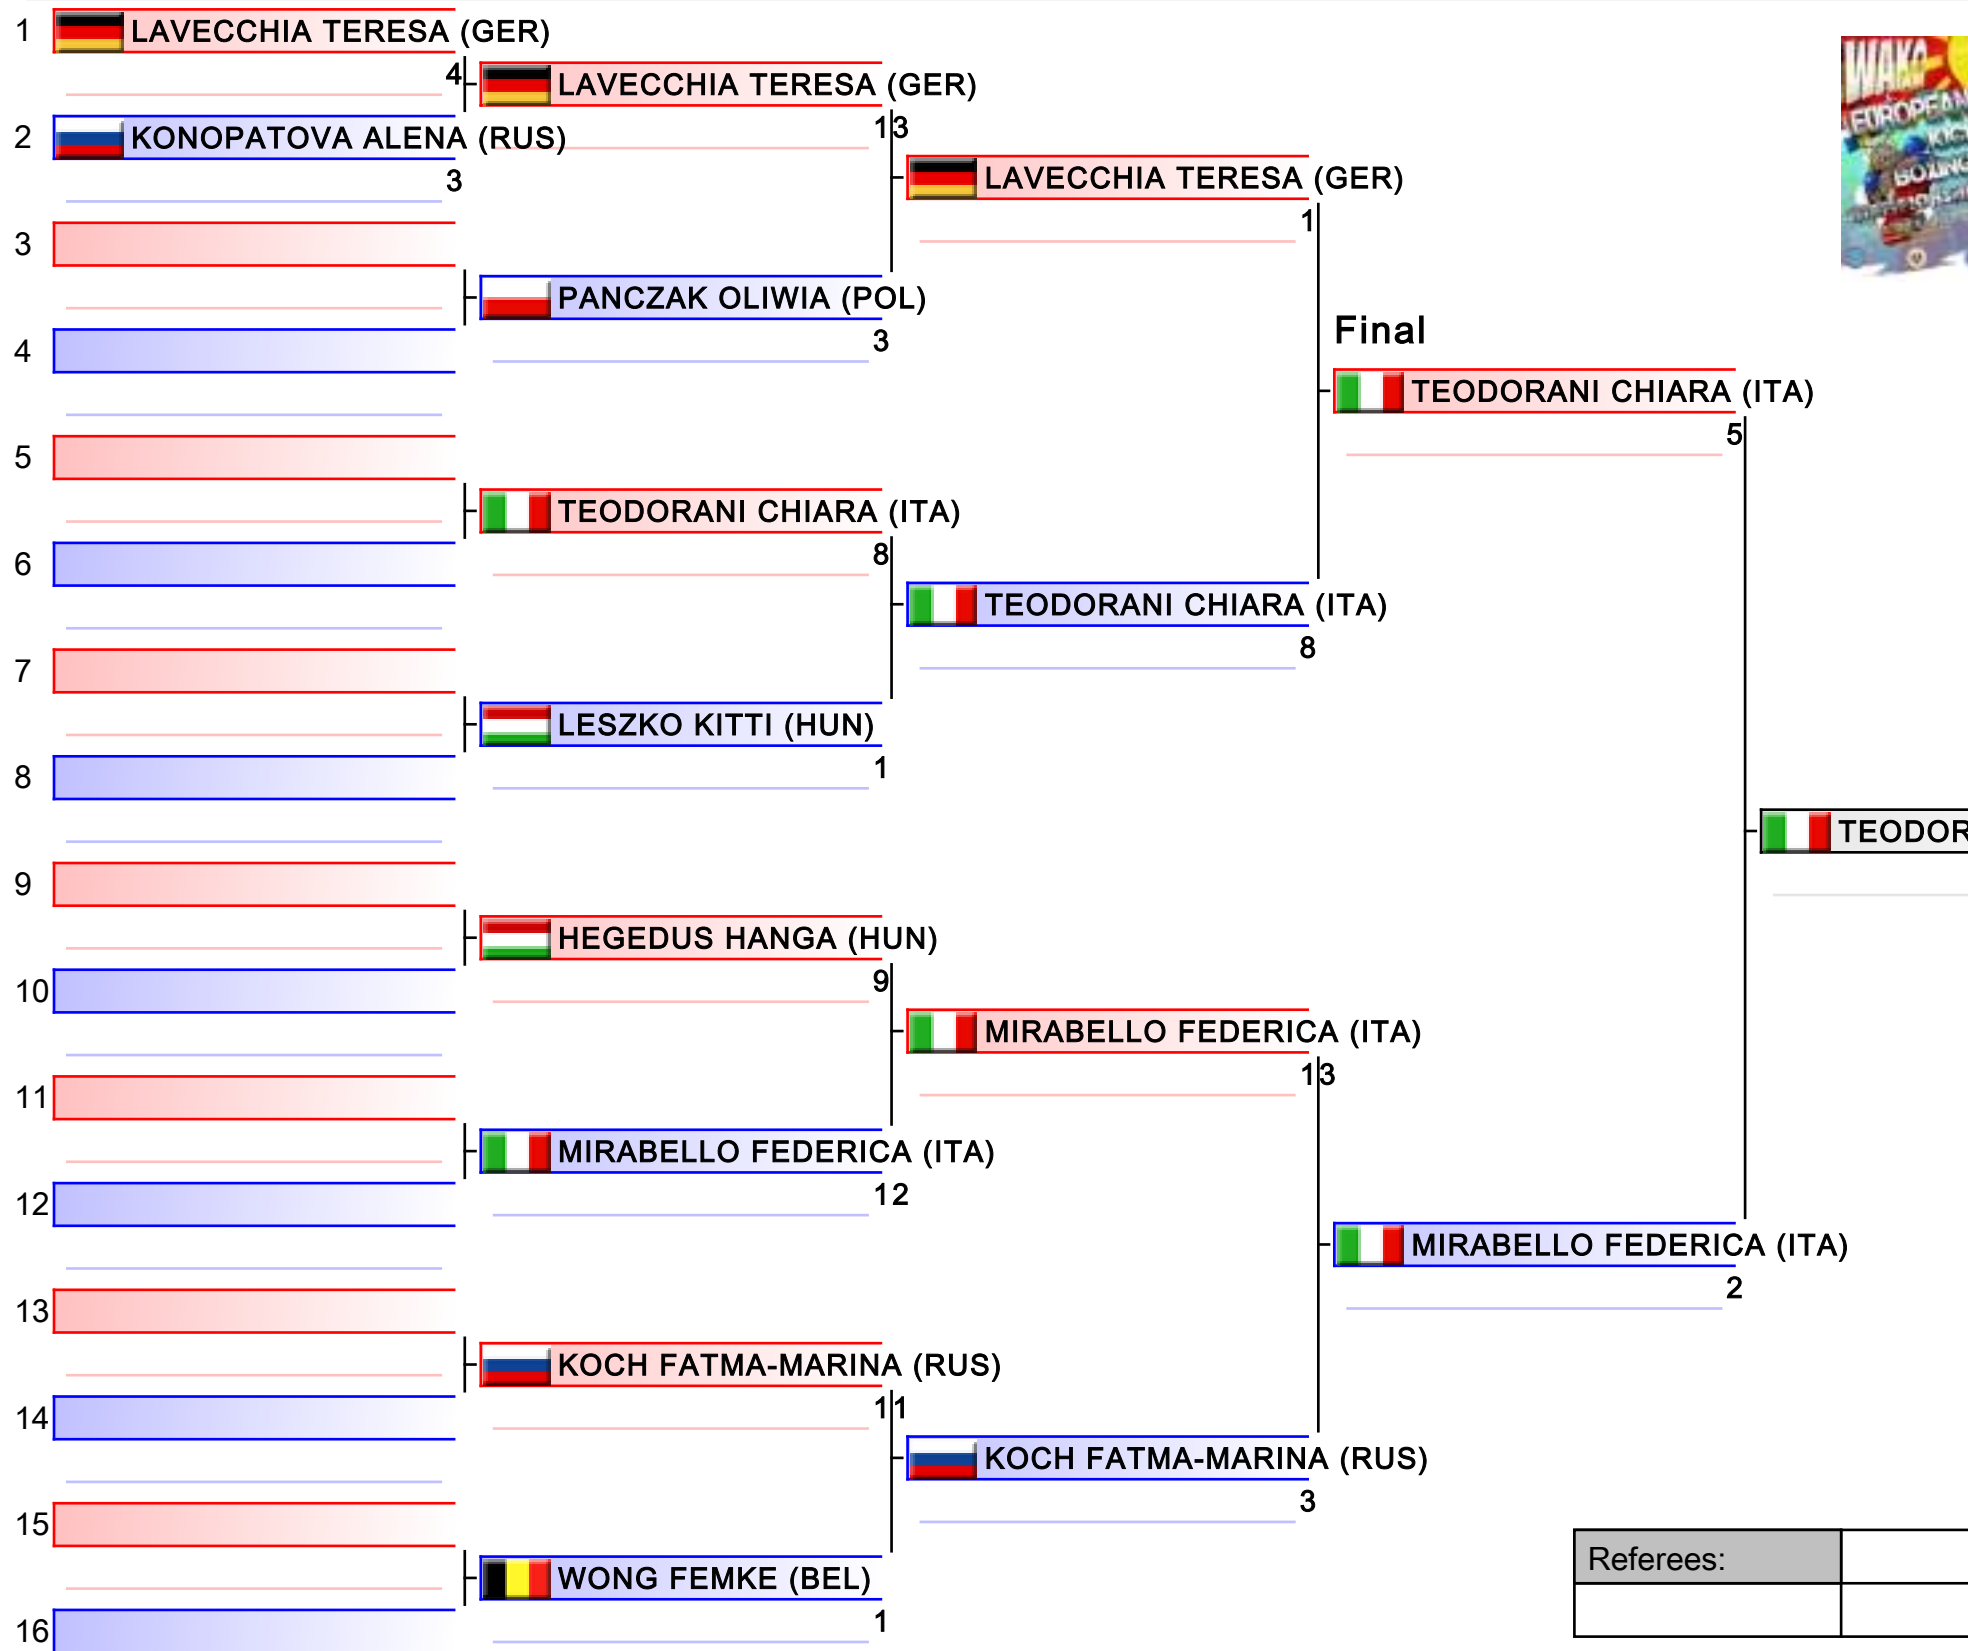 1 LAVECCHIA TERESA (GER)
4 LAVECCHIA TERESA (GER)
13
2 KONOPATOVA ALENA (RUS)
3
LAVECCHIA TERESA (GER)
1
3
PANCZAK OLIWIA (POL)
3
4
Final
TEODORANI CHIARA (ITA)
5
5
TEODORANI CHIARA (ITA)
8
6
TEODORANI CHIARA (ITA)
8
7
LESZKO KITTI (HUN)
1
8
TEODOR
9
HEGEDUS HANGA (HUN)
9
10
MIRABELLO FEDERICA (ITA)
13
11
MIRABELLO FEDERICA (ITA)
12
12
MIRABELLO FEDERICA (ITA)
2
13
KOCH FATMA-MARINA (RUS)
11
14
KOCH FATMA-MARINA (RUS)
3
15
WONG FEMKE (BEL)
1
16
Referees:
WAKO
EUROPEAN